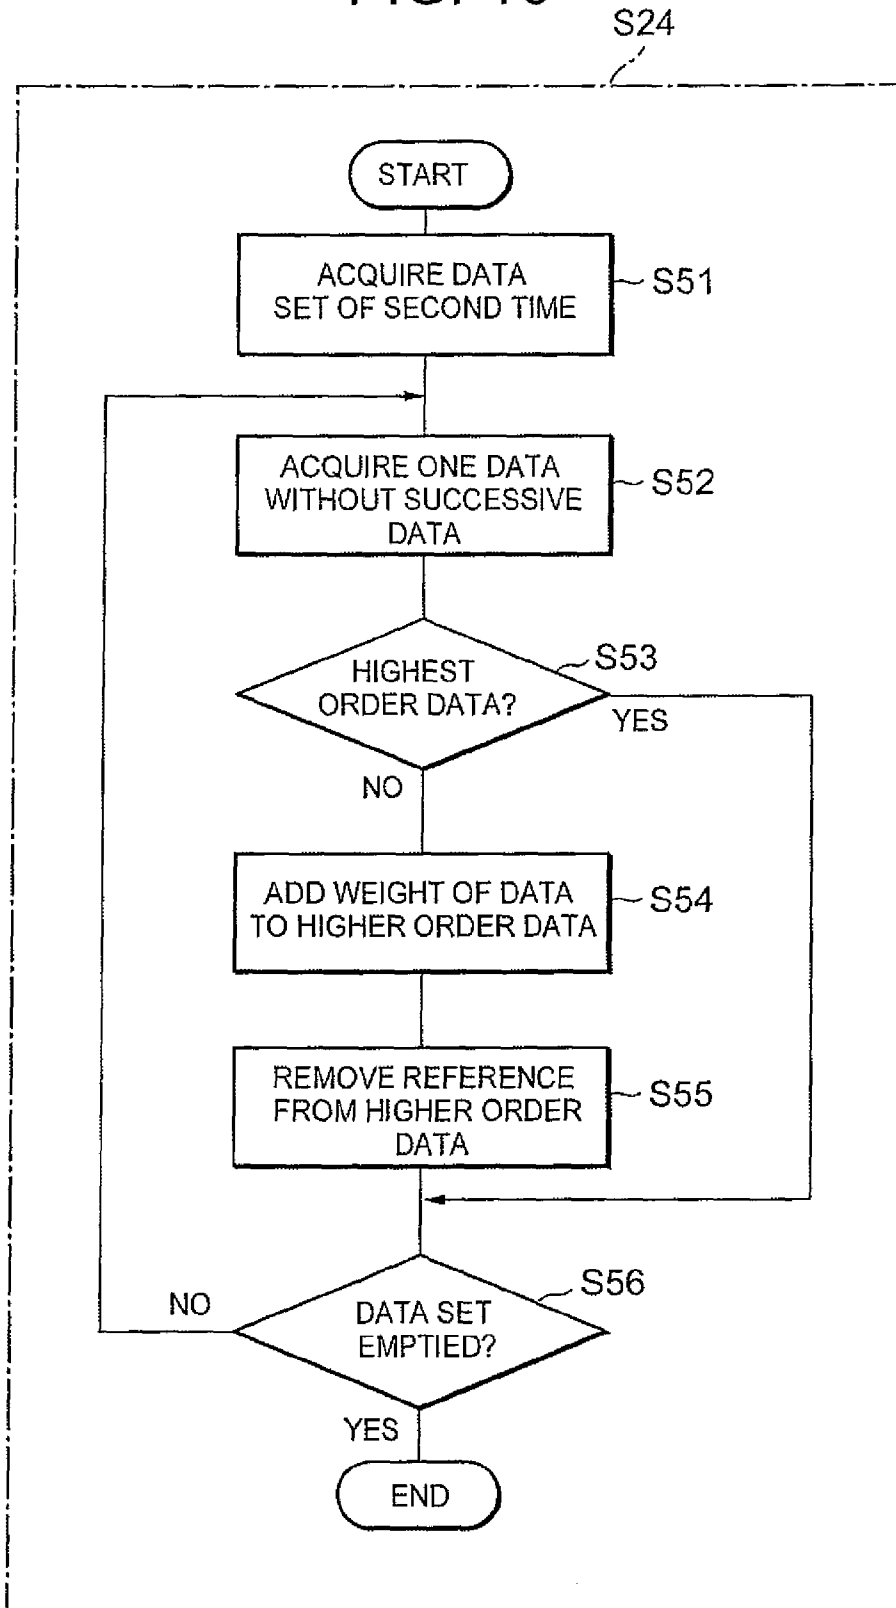 S24
START
ACQUIRE DATA
SET OF SECOND TIME
S51
ACQUIRE ONE DATA
WITHOUT SUCCESSIVE
DATA
S52
HIGHEST
ORDER DATA?
S53
YES
NO
ADD WEIGHT OF DATA
TO HIGHER ORDER DATA
S54
REMOVE REFERENCE
FROM HIGHER ORDER
DATA
S55
DATA SET
EMPTIED?
S56
NO
YES
END